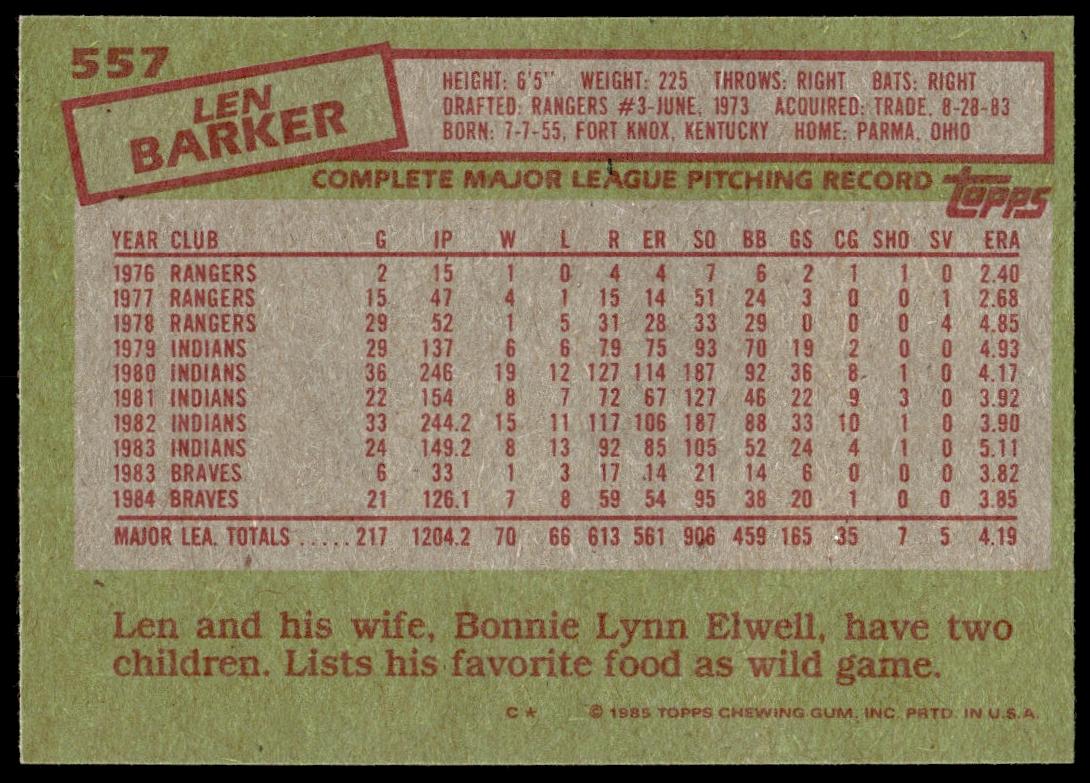 557
LEN
BARKER
HEIGHT: 6'5" WEIGHT: 225 THROWS: RIGHT BATS: RIGHT
DRAFTED: RANGERS #3-JUNE, 1973 ACQUIRED: TRADE, 8-28-83
BORN: 7-7-55, FORT KNOX, KENTUCKY HOME: PARMA, OHIO
COMPLETE MAJOR LEAGUE PITCHING RECORD topps
YEAR CLUB G IP W L R ER SO BB GS CG SHO SV ERA
1976 RANGERS 2 15 1 0 4 4 7 6 2 1 1 0 2.40
1977 RANGERS 15 47 4 1 15 14 51 24 3 0 0 1 2.68
1978 RANGERS 29 52 1 5 31 28 33 29 0 0 0 4 4.85
1979 INDIANS 29 137 6 6 79 75 93 70 19 2 0 0 4.93
1980 INDIANS 36 246 19 12 127 114 187 92 36 8 1 0 4.17
1981 INDIANS 22 154 8 7 72 67 127 46 22 9 3 0 3.92
1982 INDIANS 33 244.2 15 11 117 106 187 88 33 10 1 0 3.90
1983 INDIANS 24 149.2 8 13 92 85 105 52 24 4 1 0 5.11
1983 BRAVES 6 33 1 3 17 14 21 14 6 0 0 0 3.82
1984 BRAVES 21 126.1 7 8 59 54 95 38 20 1 0 0 3.85
MAJOR LEA. TOTALS ..... 217 1204.2 70 66 613 561 906 459 165 35 7 5 4.19
Len and his wife, Bonnie Lynn Elwell, have two
children. Lists his favorite food as wild game.
C * © 1985 TOPPS CHEWING GUM, INC. PRTD. IN U.S.A.